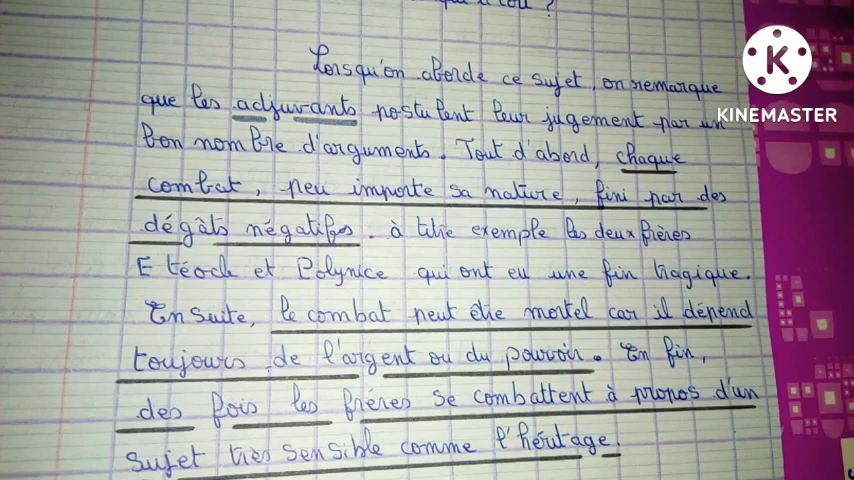 Lorsqu'on aborde ce sujet, on remarque
que les adjuvants postulent leur jugement par un
bon nombre d'arguments. Tout d'abord, chaque
combat, peu importe sa nature, fini par des
dégâts négatifs. à titre exemple les deux frères
Etéocle et Polynice qui ont eu une fin tragique.
En suite, le combat peut être mortel car il dépend
toujours de l'argent ou du pouvoir. En fin,
des fois les frères se combattent à propos d'un
sujet très sensible comme l'héritage.
K
KINEMASTER